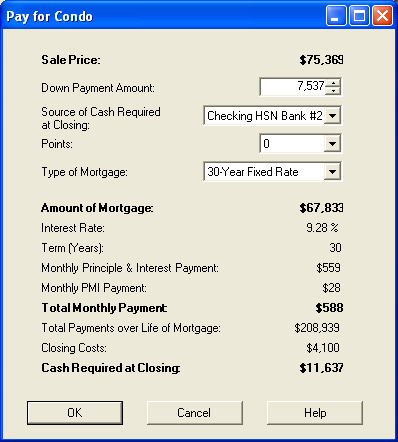 Pay for Condo
Sale Price: $75,369
Down Payment Amount: 7,537
Source of Cash Required
at Closing: Checking HSN Bank #2
Points: 0
Type of Mortgage: 30-Year Fixed Rate
Amount of Mortgage: $67,833
Interest Rate: 9.28 %
Term (Years): 30
Monthly Principle & Interest Payment: $559
Monthly PMI Payment: $28
Total Monthly Payment: $588
Total Payments over Life of Mortgage: $208,939
Closing Costs: $4,100
Cash Required at Closing: $11,637
OK Cancel Help